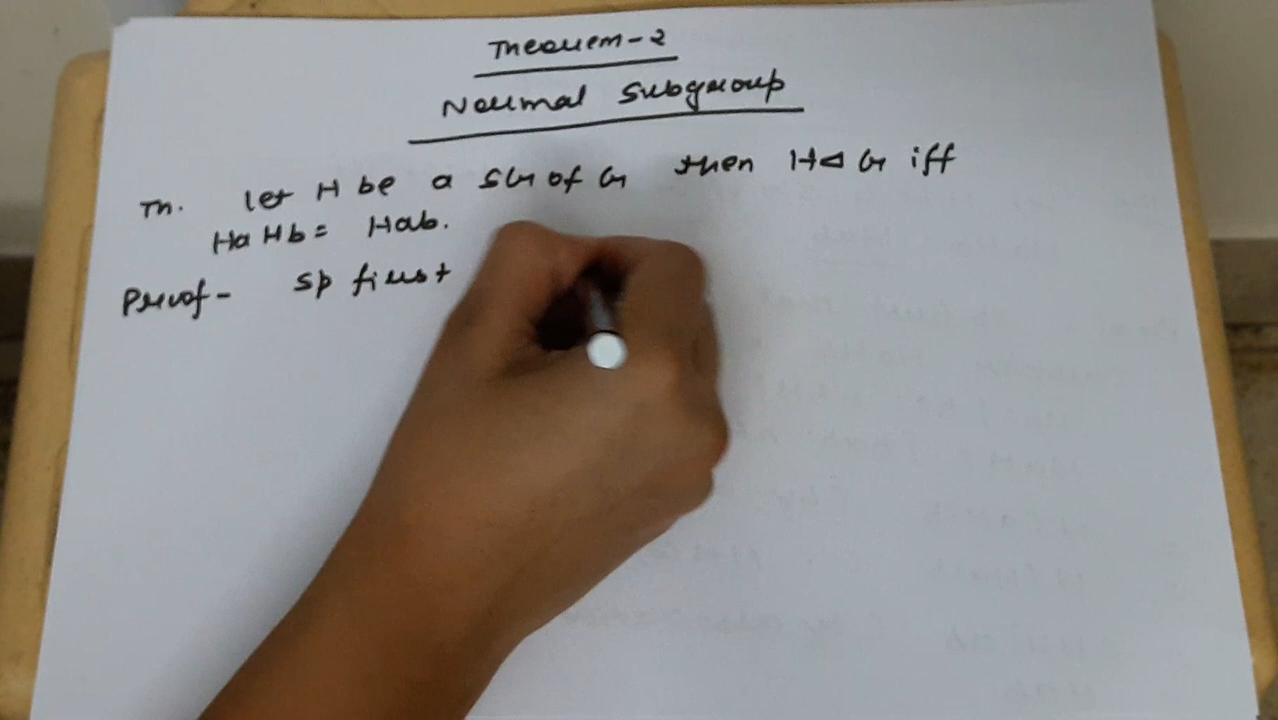 Theorem-2
Normal Subgroup
Th. let H be a SG of G then H⊲G iff
HaHb= Hab.
Proof- sp first